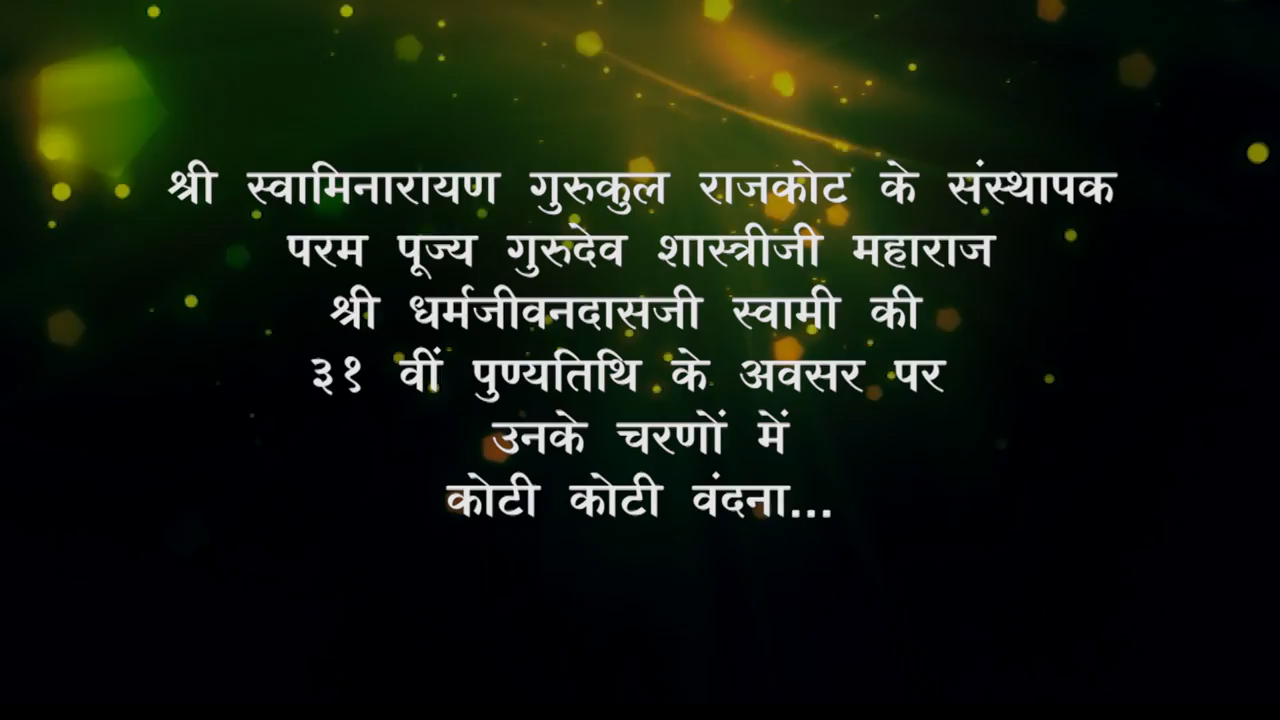 श्री स्वामिनारायण गुरुकुल राजकोट के संस्थापक
परम पूज्य गुरुदेव शास्त्रीजी महाराज
श्री धर्मजीवनदासजी स्वामी की
३१ वीं पुण्यतिथि के अवसर पर
उनके चरणों में
कोटी कोटी वंदना...